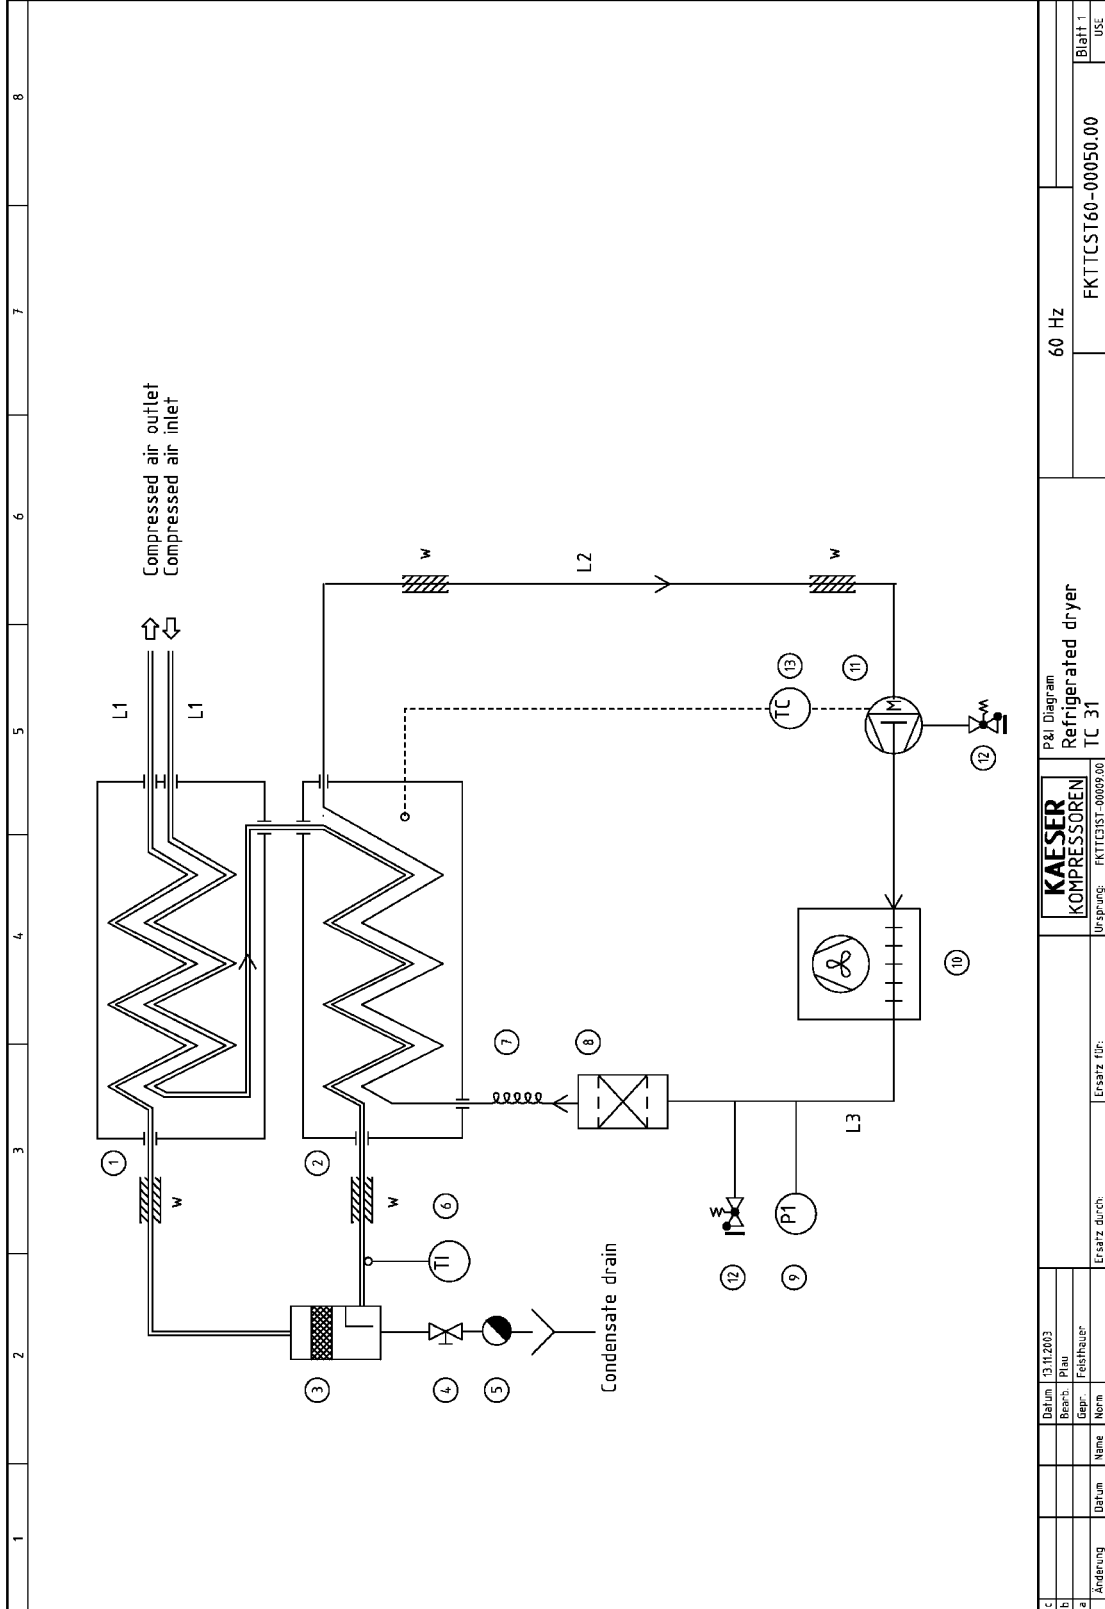 1
2
3
4
5
6
7
8
Compressed air outlet
Compressed air inlet
L1
L1
1
w
2
w
3
TI
6
4
5
Condensate drain
7
8
w
L2
w
TC
13
11
M
12
10
L3
12
P1
9
c
b
a
Änderung
Datum
Name
Datum 13.11.2003
Bearb. Plau
Gepr. Felsthauer
Norm
Ersatz durch:
Ersatz für:
KAESER
KOMPRESSOREN
Ursprung: FKTTC31ST-00009.00
P&I Diagram
Refrigerated dryer
TC 31
60 Hz
FKTTCST60-00050.00
Blatt 1
USE